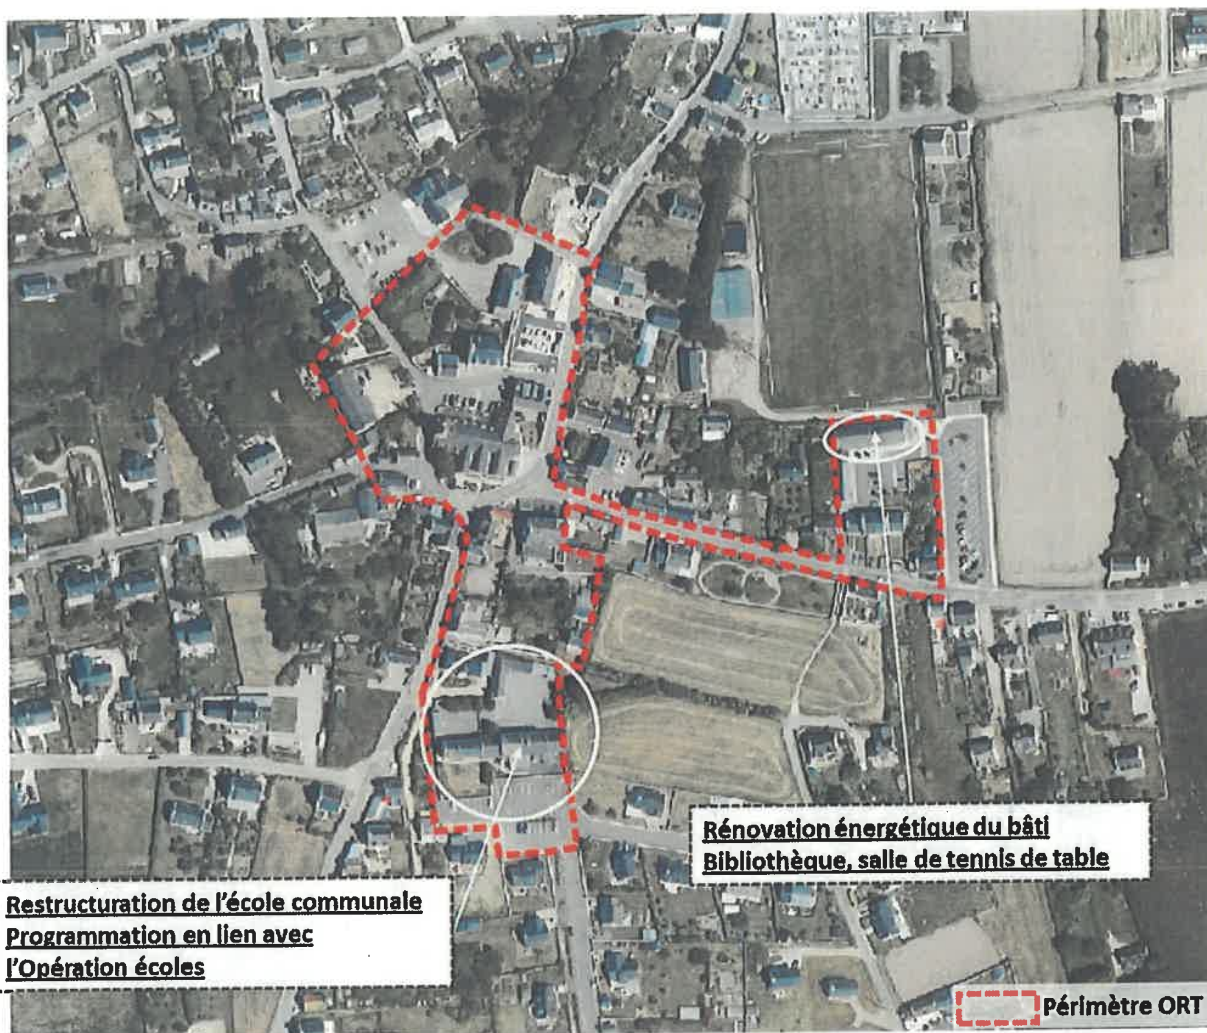 Rénovation énergétique du bâti
Bibliothèque, salle de tennis de table
Restructuration de l'école communale
Programmation en lien avec
l'Opération écoles
Périmètre ORT